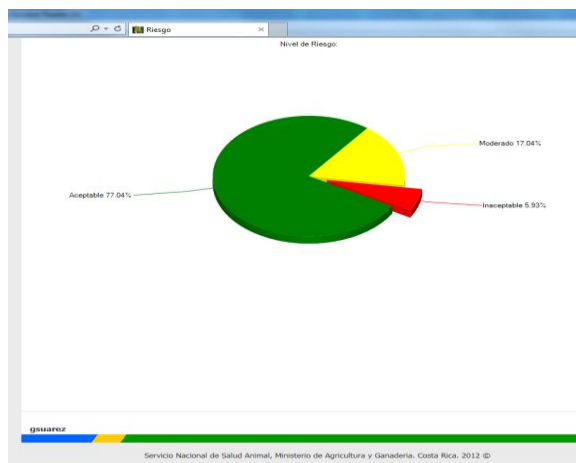 Riesgo
Nivel de Riesgo:
Moderado 17.04%
Aceptable 77.04%
Inaceptable 5.93%
gsuarez
Servicio Nacional de Salud Animal, Ministerio de Agricultura y Ganaderia. Costa Rica. 2012 ©